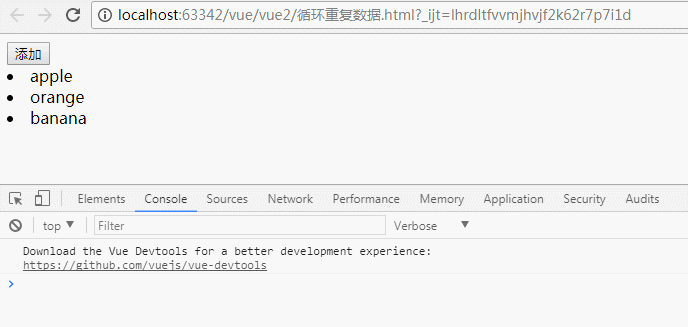 localhost:63342/vue/vue2/循环重复数据.html?_ijt=lhrdltfvvmjhvjf2k62r7p7i1d
添加
apple
orange
banana
Elements Console Sources Network Performance Memory Application Security Audits
top Filter Verbose
Download the Vue Devtools for a better development experience:
https://github.com/vuejs/vue-devtools